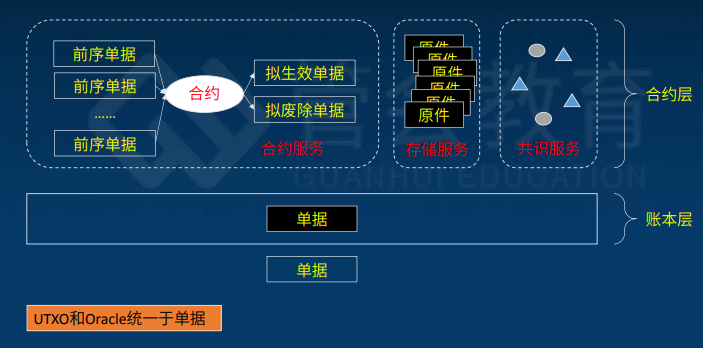 前序单据
前序单据
……
前序单据
合约
拟生效单据
拟废除单据
合约服务
原件
原件
原件
原件
原件
原件
存储服务
共识服务
合约层
单据
账本层
单据
UTXO和Oracle统一于单据
EDUCATION